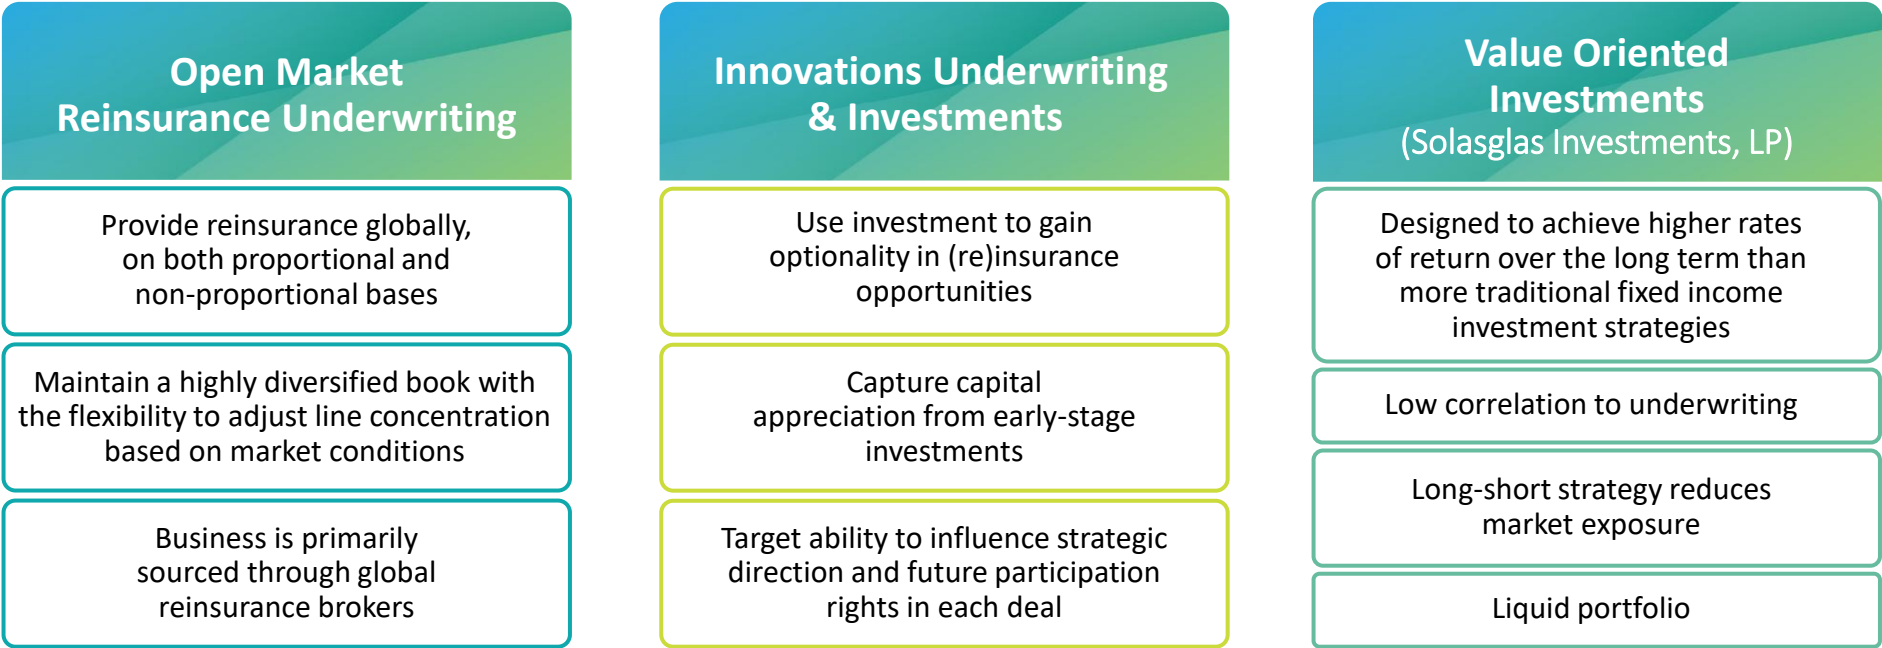 Open Market
Reinsurance Underwriting
Provide reinsurance globally,
on both proportional and
non-proportional bases
Maintain a highly diversified book with
the flexibility to adjust line concentration
based on market conditions
Business is primarily
sourced through global
reinsurance brokers
Innovations Underwriting
& Investments
Use investment to gain
optionality in (re)insurance
opportunities
Capture capital
appreciation from early-stage
investments
Target ability to influence strategic
direction and future participation
rights in each deal
Value Oriented
Investments
(Solasglas Investments, LP)
Designed to achieve higher rates
of return over the long term than
more traditional fixed income
investment strategies
Low correlation to underwriting
Long-short strategy reduces
market exposure
Liquid portfolio